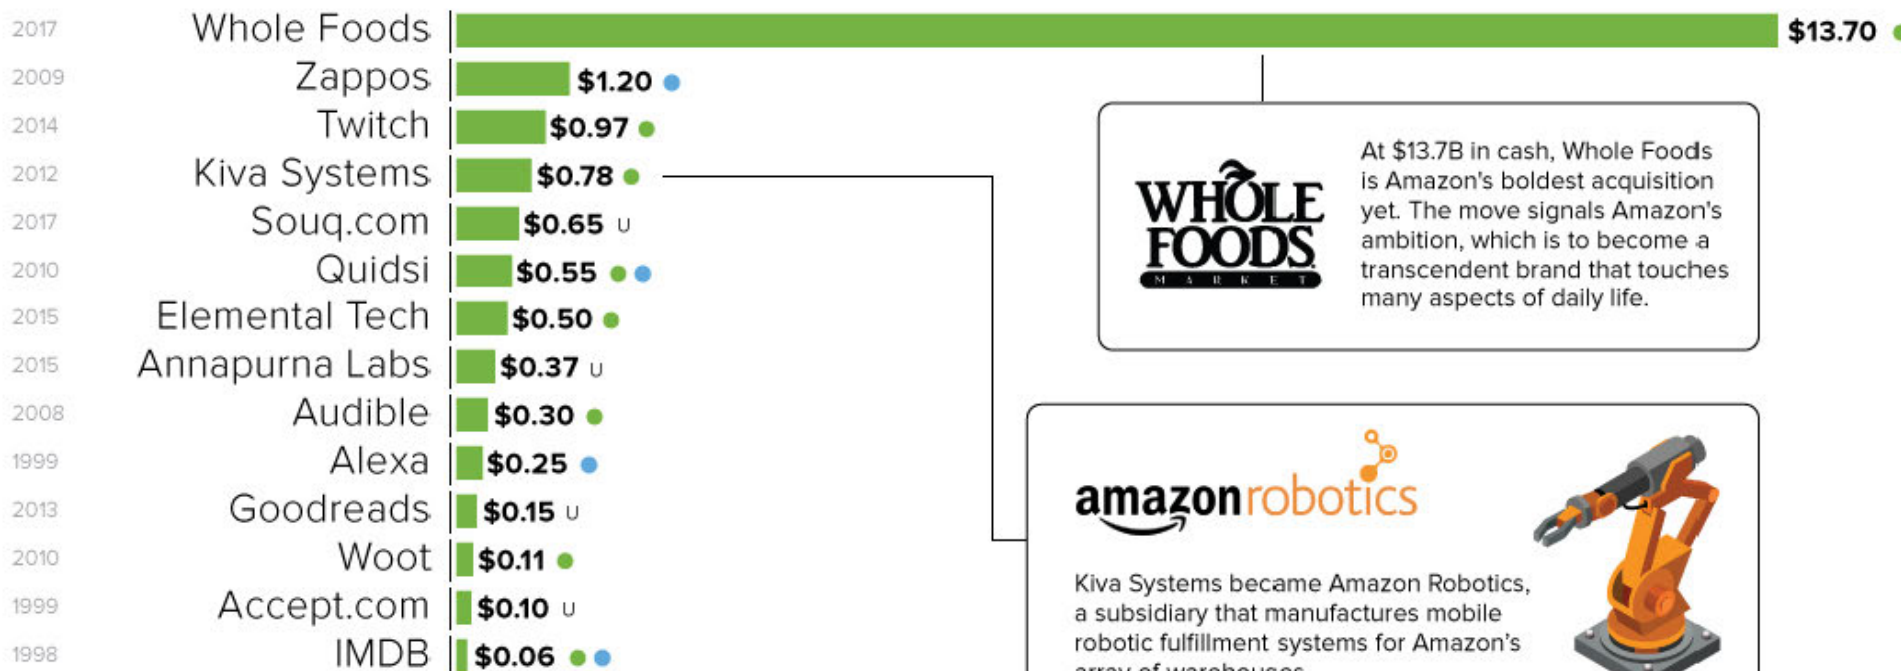 2017 Whole Foods $13.70
2009 Zappos $1.20
2014 Twitch $0.97
2012 Kiva Systems $0.78
2017 Souq.com $0.65 U
2010 Quidsi $0.55
2015 Elemental Tech $0.50
2015 Annapurna Labs $0.37 U
2008 Audible $0.30
1999 Alexa $0.25
2013 Goodreads $0.15 U
2010 Woot $0.11
1999 Accept.com $0.10 U
1998 IMDB $0.06
WHOLE
FOODS
MARKET
At $13.7B in cash, Whole Foods
is Amazon's boldest acquisition
yet. The move signals Amazon's
ambition, which is to become a
transcendent brand that touches
many aspects of daily life.
amazonrobotics
Kiva Systems became Amazon Robotics,
a subsidiary that manufactures mobile
robotic fulfillment systems for Amazon's
array of warehouses